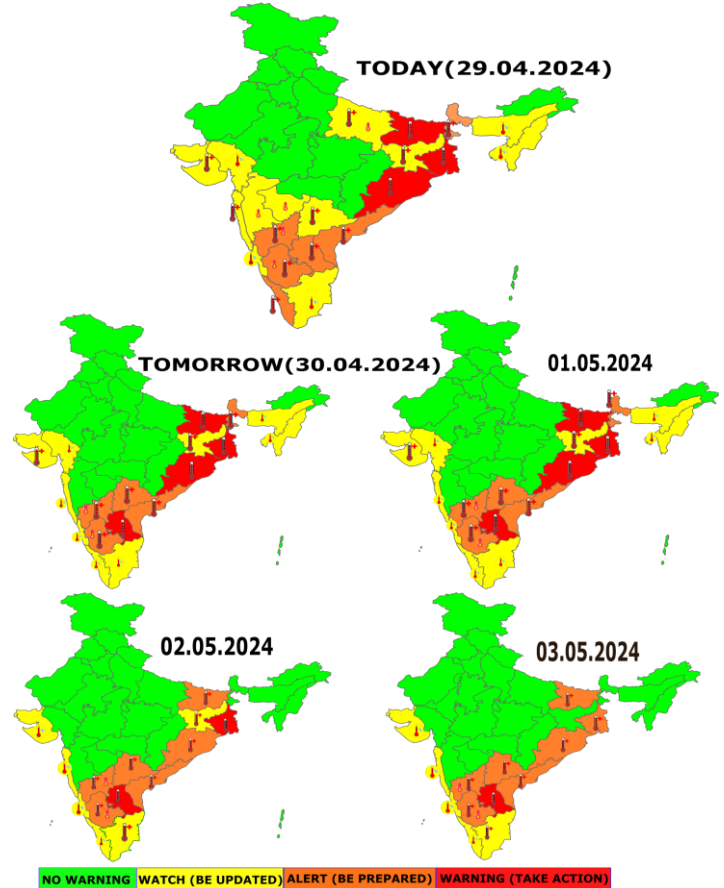 TODAY(29.04.2024)
TOMORROW(30.04.2024)
01.05.2024
02.05.2024
03.05.2024
NO WARNING WATCH (BE UPDATED) ALERT (BE PREPARED) WARNING (TAKE ACTION)